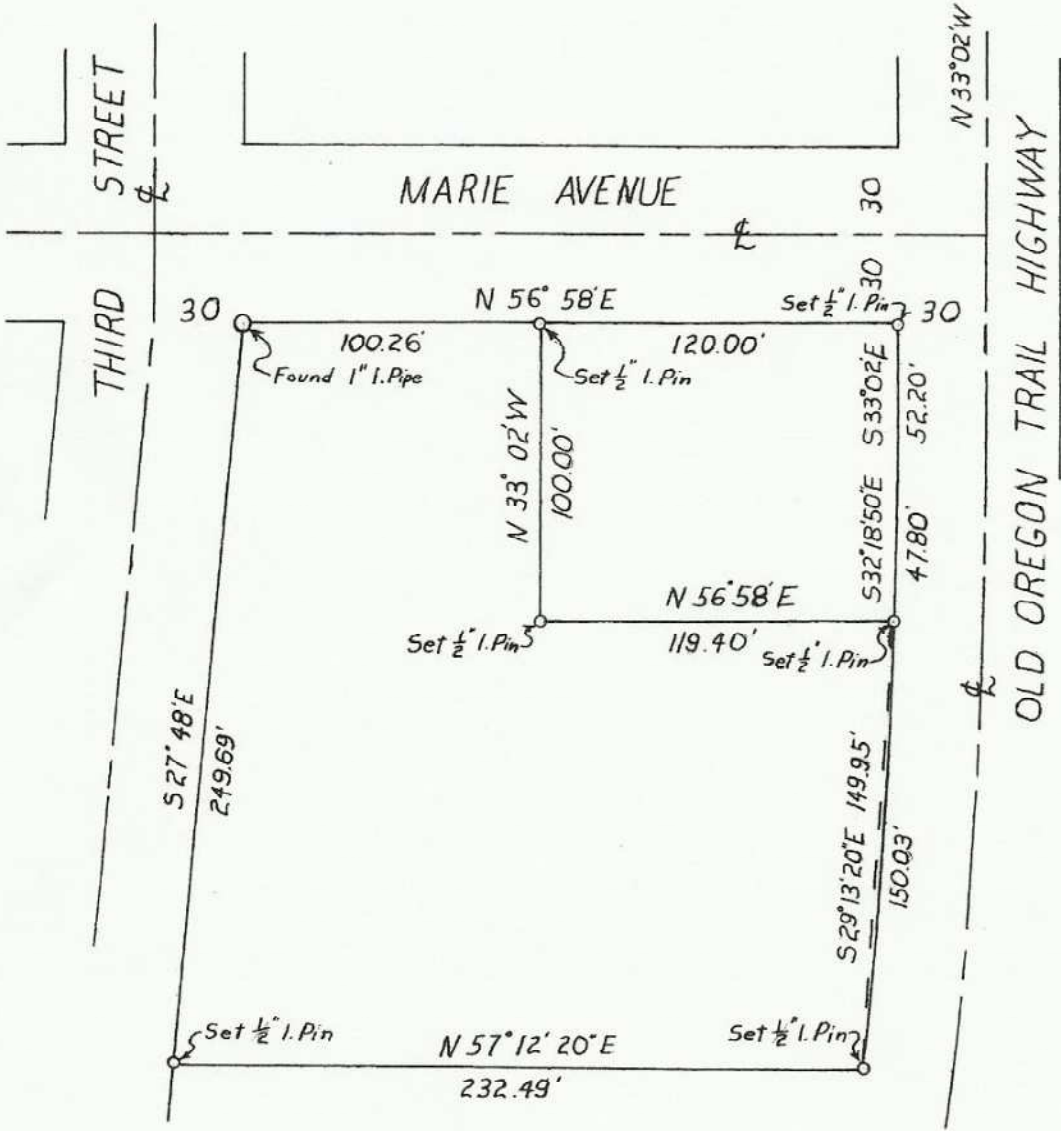 THIRD STREET
℄
MARIE AVENUE
℄
30
30
N 33°02'W
OLD OREGON TRAIL HIGHWAY
℄
30
N 56° 58'E
Set ½" I. Pin
30
100.26'
120.00'
Found 1" I. Pipe
Set ½" I. Pin
N 33° 02'W
100.00'
S 33°02'E
52.20'
S 32°18'50"E
47.80'
N 56°58'E
119.40'
Set ½" I. Pin
Set ½" I. Pin
S 27° 48'E
249.69'
S 29°13'20"E 149.95'
150.03'
Set ½" I. Pin
N 57° 12' 20"E
232.49'
Set ½" I. Pin